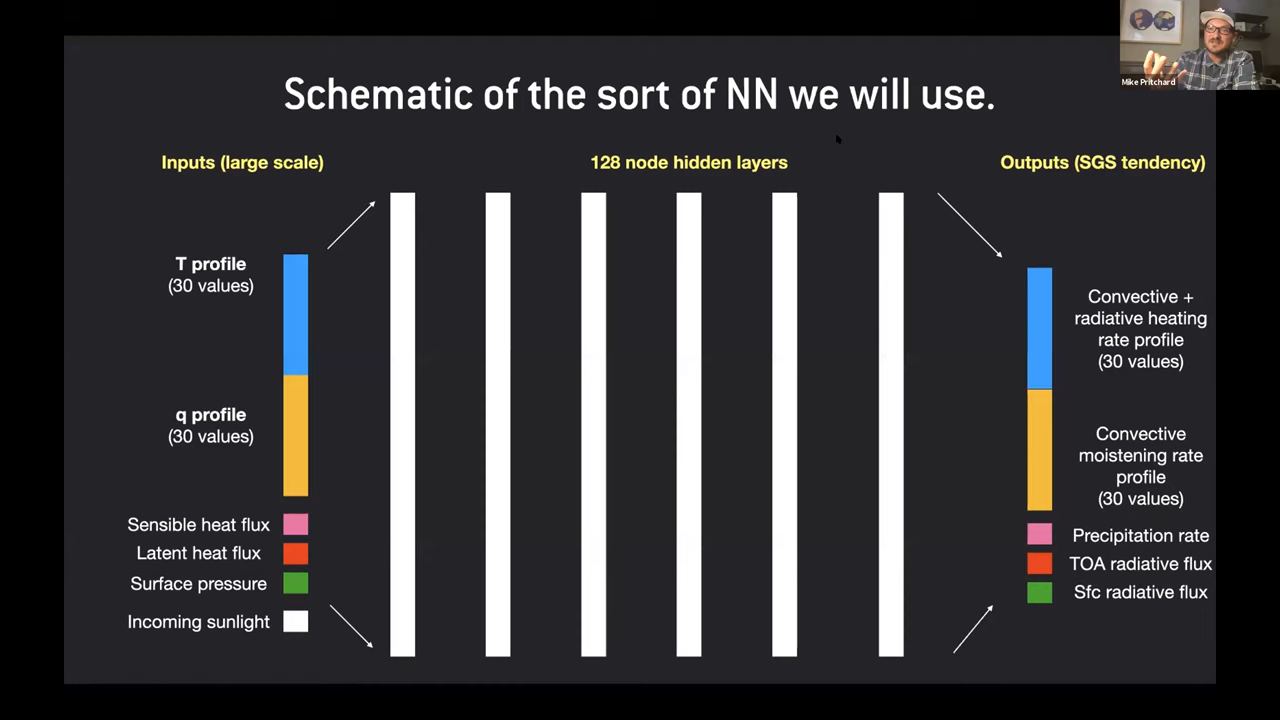 Mike Pritchard
Schematic of the sort of NN we will use.
Inputs (large scale)
128 node hidden layers
Outputs (SGS tendency)
T profile
(30 values)
q profile
(30 values)
Sensible heat flux
Latent heat flux
Surface pressure
Incoming sunlight
Convective +
radiative heating
rate profile
(30 values)
Convective
moistening rate
profile
(30 values)
Precipitation rate
TOA radiative flux
Sfc radiative flux